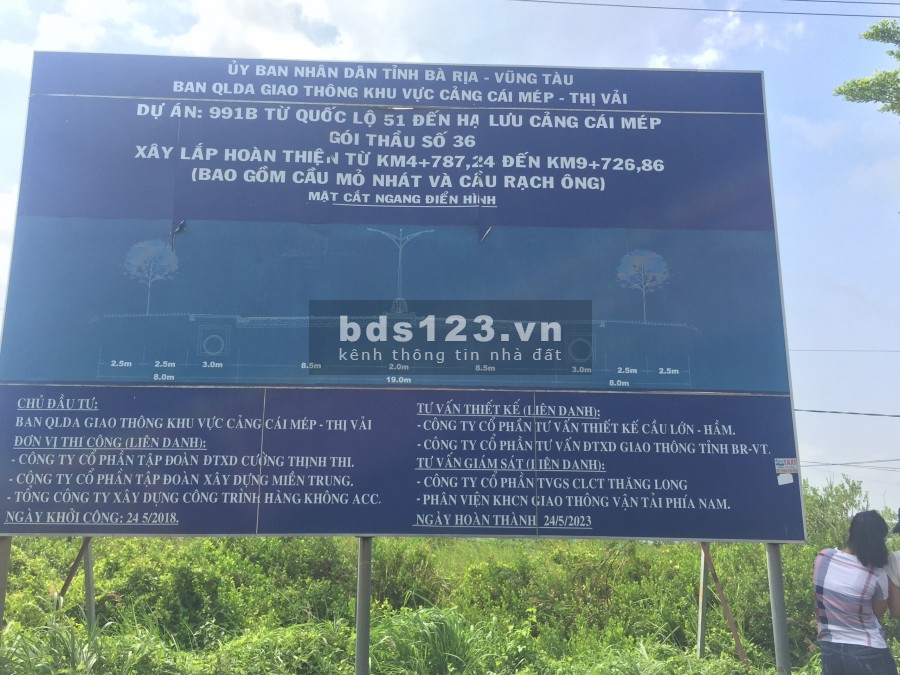 ỦY BAN NHÂN DÂN TỈNH BÀ RỊA - VŨNG TÀU
BAN QLDA GIAO THÔNG KHU VỰC CẢNG CÁI MÉP - THỊ VẢI
DỰ ÁN: 991B TỪ QUỐC LỘ 51 ĐẾN HẠ LƯU CẢNG CÁI MÉP
GÓI THẦU SỐ 36
XÂY LẮP HOÀN THIỆN TỪ KM4+787,24 ĐẾN KM9+726,86
(BAO GỒM CẦU MỎ NHÁT VÀ CẦU RẠCH ÔNG)
MẶT CẮT NGANG ĐIỂN HÌNH
bds123.vn
kênh thông tin nhà đất
2.5m 2.5m 3.0m 8.5m 2.0m 8.5m 3.0m 2.5m 2.5m
8.0m 19.0m 8.0m
CHỦ ĐẦU TƯ:
BAN QLDA GIAO THÔNG KHU VỰC CẢNG CÁI MÉP - THỊ VẢI
ĐƠN VỊ THI CÔNG (LIÊN DANH):
- CÔNG TY CỔ PHẦN TẬP ĐOÀN ĐTXD CƯỜNG THỊNH THI.
- CÔNG TY CỔ PHẦN TẬP ĐOÀN XÂY DỰNG MIỀN TRUNG.
- TỔNG CÔNG TY XÂY DỰNG CÔNG TRÌNH HÀNG KHÔNG ACC.
NGÀY KHỞI CÔNG: 24 5/2018.
TƯ VẤN THIẾT KẾ (LIÊN DANH):
- CÔNG TY CỔ PHẦN TƯ VẤN THIẾT KẾ CẦU LỚN - HẦM.
- CÔNG TY CỔ PHẦN TƯ VẤN ĐTXD GIAO THÔNG TỈNH BR-VT.
TƯ VẤN GIÁM SÁT (LIÊN DANH):
- CÔNG TY CỔ PHẦN TVGS CLCT THĂNG LONG
- PHÂN VIỆN KHCN GIAO THÔNG VẬN TẢI PHÍA NAM.
NGÀY HOÀN THÀNH 24/5/2023